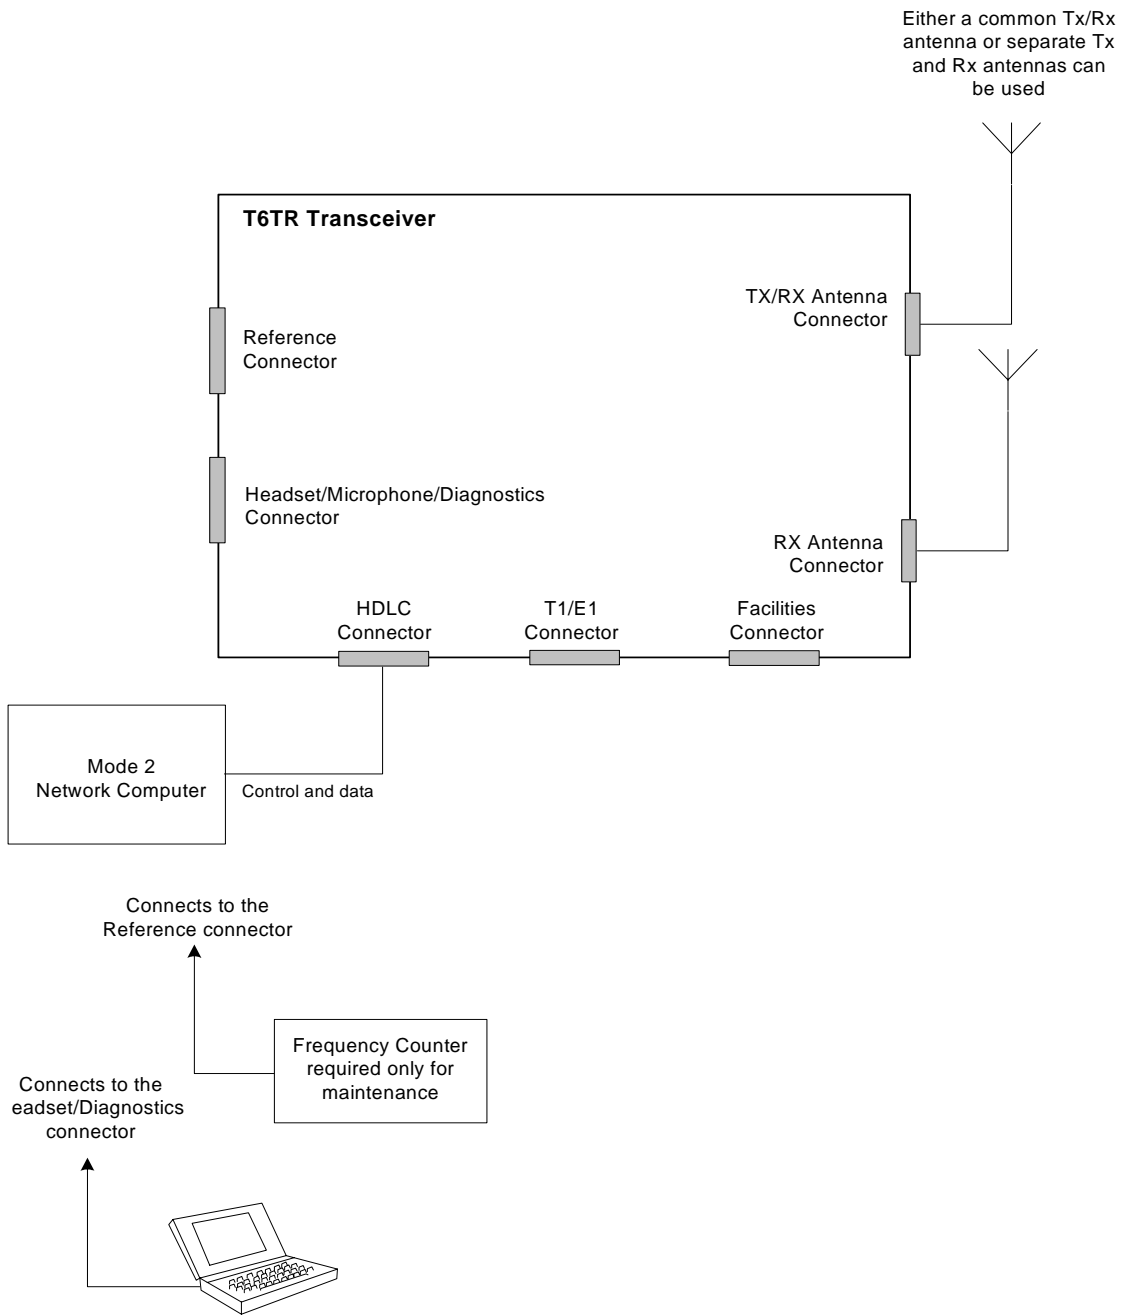 Either a common Tx/Rx
antenna or separate Tx
and Rx antennas can
be used
T6TR Transceiver
TX/RX Antenna
Connector
Reference
Connector
Headset/Microphone/Diagnostics
Connector
RX Antenna
Connector
HDLC
Connector
T1/E1
Connector
Facilities
Connector
Mode 2
Network Computer
Control and data
Connects to the
Reference connector
Frequency Counter
required only for
maintenance
Connects to the
eadset/Diagnostics
connector